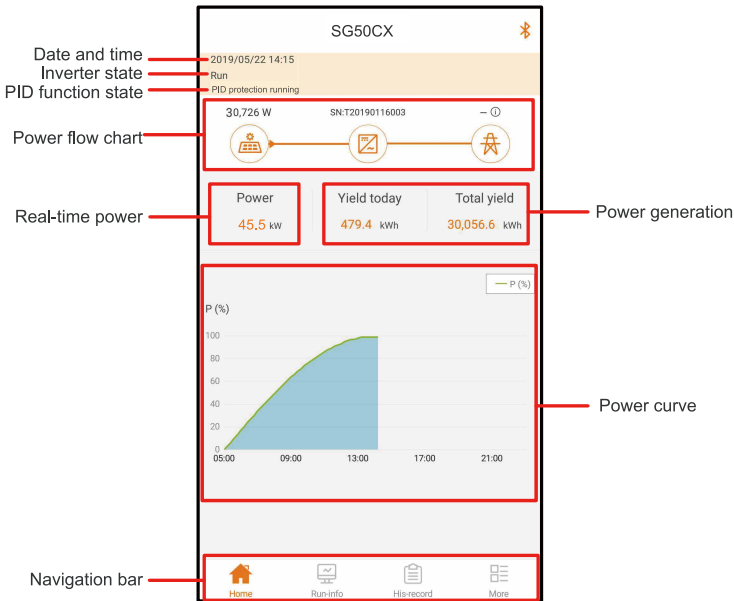 SG50CX
Date and time
2019/05/22 14:15
Inverter state
Run
PID function state
PID protection running
Power flow chart
30,726 W
SN:T20190116003
–
Real-time power
Power
45.5 kW
Yield today
479.4 kWh
Total yield
30,056.6 kWh
Power generation
P (%)
P (%)
100
80
60
40
20
0
05:00 09:00 13:00 17:00 21:00
Power curve
Navigation bar
Home Run-info His-record More